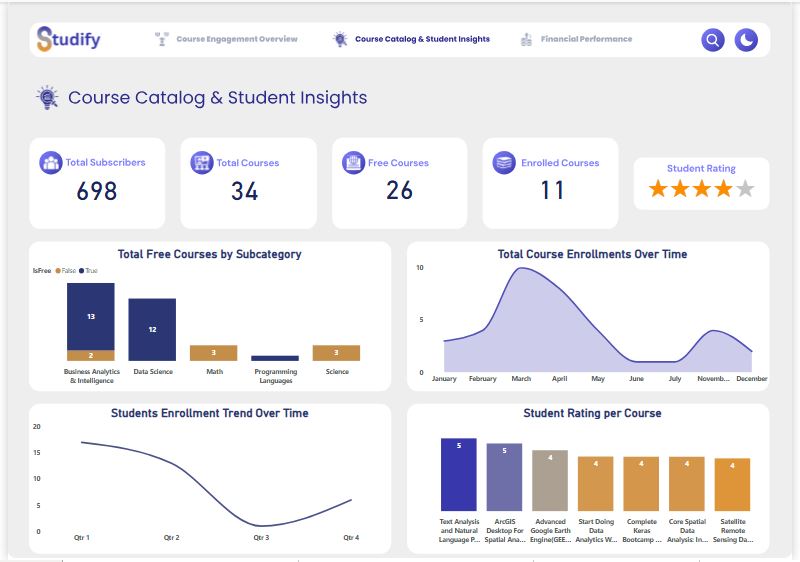 Studify
Course Engagement Overview
Course Catalog & Student Insights
Financial Performance
Course Catalog & Student Insights
Total Subscribers
698
Total Courses
34
Free Courses
26
Enrolled Courses
11
Student Rating
Total Free Courses by Subcategory
IsFree False True
13
2
12
3
3
Business Analytics
& Intelligence
Data Science
Math
Programming
Languages
Science
Total Course Enrollments Over Time
10
5
0
January February March April May June July Novemb... December
Students Enrollment Trend Over Time
20
15
10
5
0
Qtr 1 Qtr 2 Qtr 3 Qtr 4
Student Rating per Course
5 5 4 4 4 4 4
Text Analysis
and Natural
Language P...
ArcGIS
Desktop For
Spatial Ana...
Advanced
Google Earth
Engine(GEE...
Start Doing
Data
Analytics W...
Complete
Keras
Bootcamp ...
Core Spatial
Data
Analysis: In...
Satellite
Remote
Sensing Da...